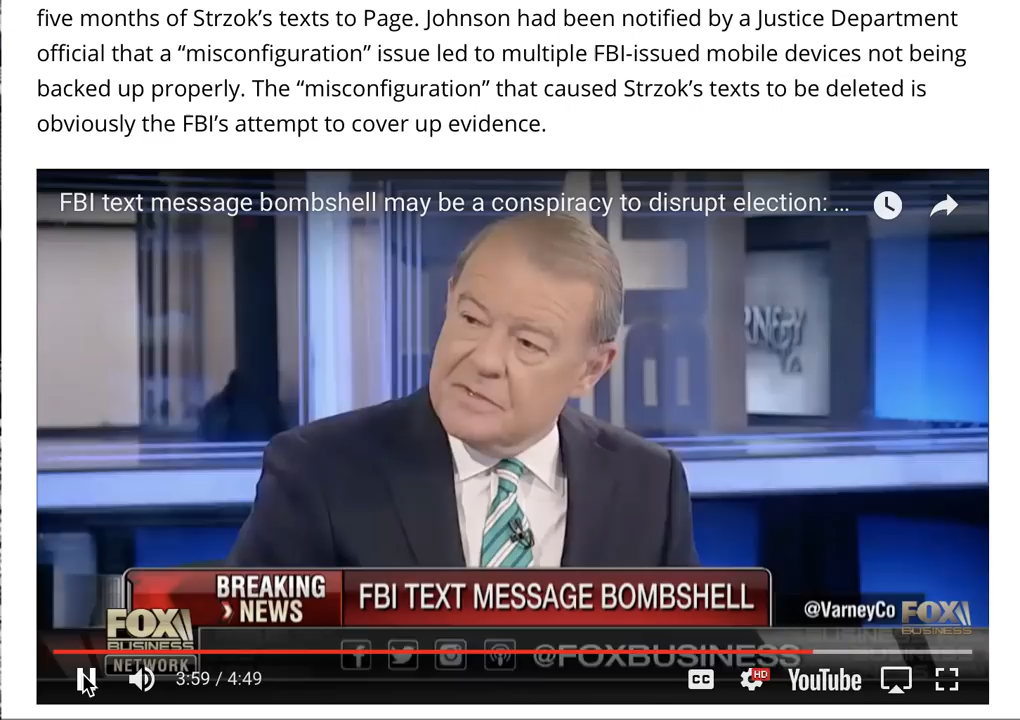 five months of Strzok’s texts to Page. Johnson had been notified by a Justice Department
official that a “misconfiguration” issue led to multiple FBI-issued mobile devices not being
backed up properly. The “misconfiguration” that caused Strzok’s texts to be deleted is
obviously the FBI’s attempt to cover up evidence.
FBI text message bombshell may be a conspiracy to disrupt election: ...
BREAKING
NEWS
FBI TEXT MESSAGE BOMBSHELL
@VarneyCo
FOX
BUSINESS
FOX
BUSINESS
NETWORK
@FOXBUSINESS
3:59 / 4:49
CC
HD
YouTube